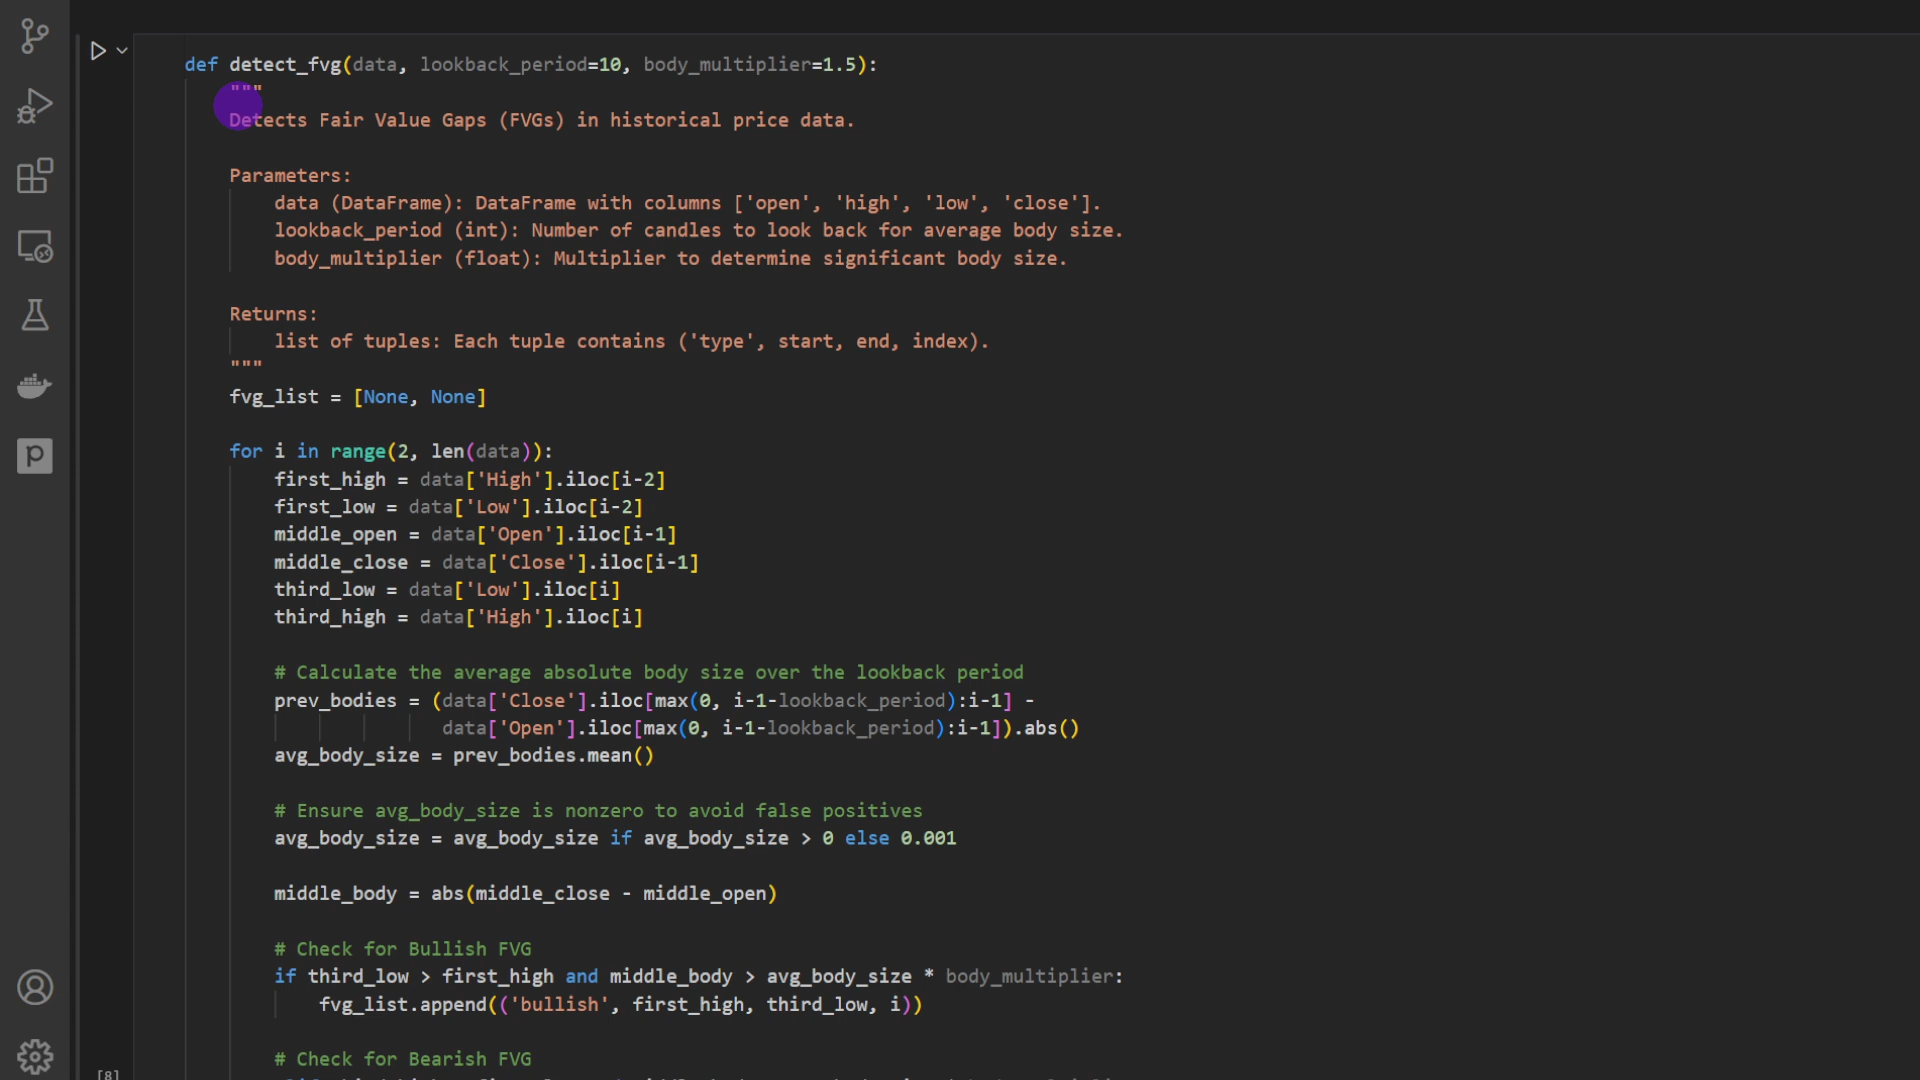 def detect_fvg(data, lookback_period=10, body_multiplier=1.5):
"""
Detects Fair Value Gaps (FVGs) in historical price data.
Parameters:
data (DataFrame): DataFrame with columns ['open', 'high', 'low', 'close'].
lookback_period (int): Number of candles to look back for average body size.
body_multiplier (float): Multiplier to determine significant body size.
Returns:
list of tuples: Each tuple contains ('type', start, end, index).
"""
fvg_list = [None, None]
for i in range(2, len(data)):
first_high = data['High'].iloc[i-2]
first_low = data['Low'].iloc[i-2]
middle_open = data['Open'].iloc[i-1]
middle_close = data['Close'].iloc[i-1]
third_low = data['Low'].iloc[i]
third_high = data['High'].iloc[i]
# Calculate the average absolute body size over the lookback period
prev_bodies = (data['Close'].iloc[max(0, i-1-lookback_period):i-1] -
data['Open'].iloc[max(0, i-1-lookback_period):i-1]).abs()
avg_body_size = prev_bodies.mean()
# Ensure avg_body_size is nonzero to avoid false positives
avg_body_size = avg_body_size if avg_body_size > 0 else 0.001
middle_body = abs(middle_close - middle_open)
# Check for Bullish FVG
if third_low > first_high and middle_body > avg_body_size * body_multiplier:
fvg_list.append(('bullish', first_high, third_low, i))
# Check for Bearish FVG
[8]